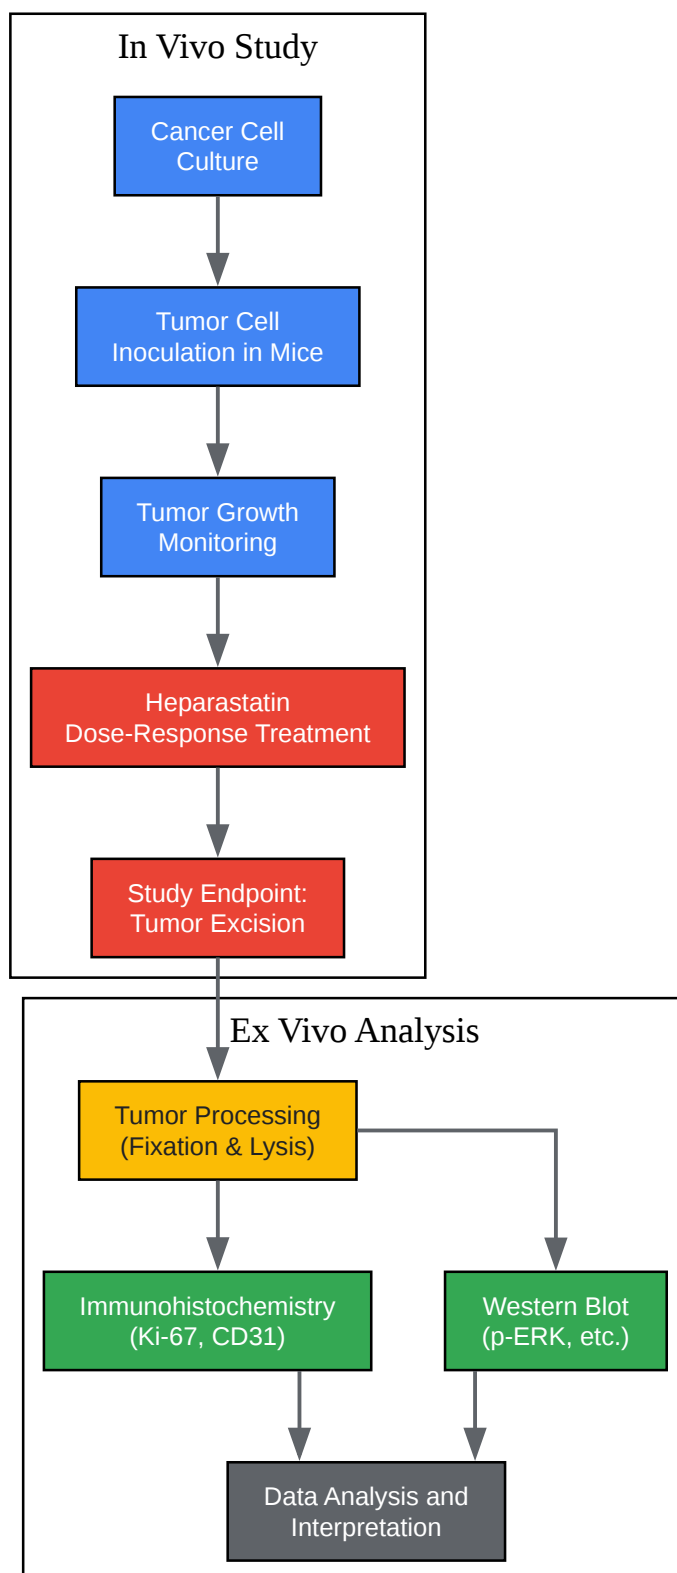 In Vivo Study
Cancer Cell
Culture
Tumor Cell
Inoculation in Mice
Tumor Growth
Monitoring
Heparastatin
Dose-Response Treatment
Study Endpoint:
Tumor Excision
Ex Vivo Analysis
Tumor Processing
(Fixation & Lysis)
Immunohistochemistry
(Ki-67, CD31)
Western Blot
(p-ERK, etc.)
Data Analysis and
Interpretation